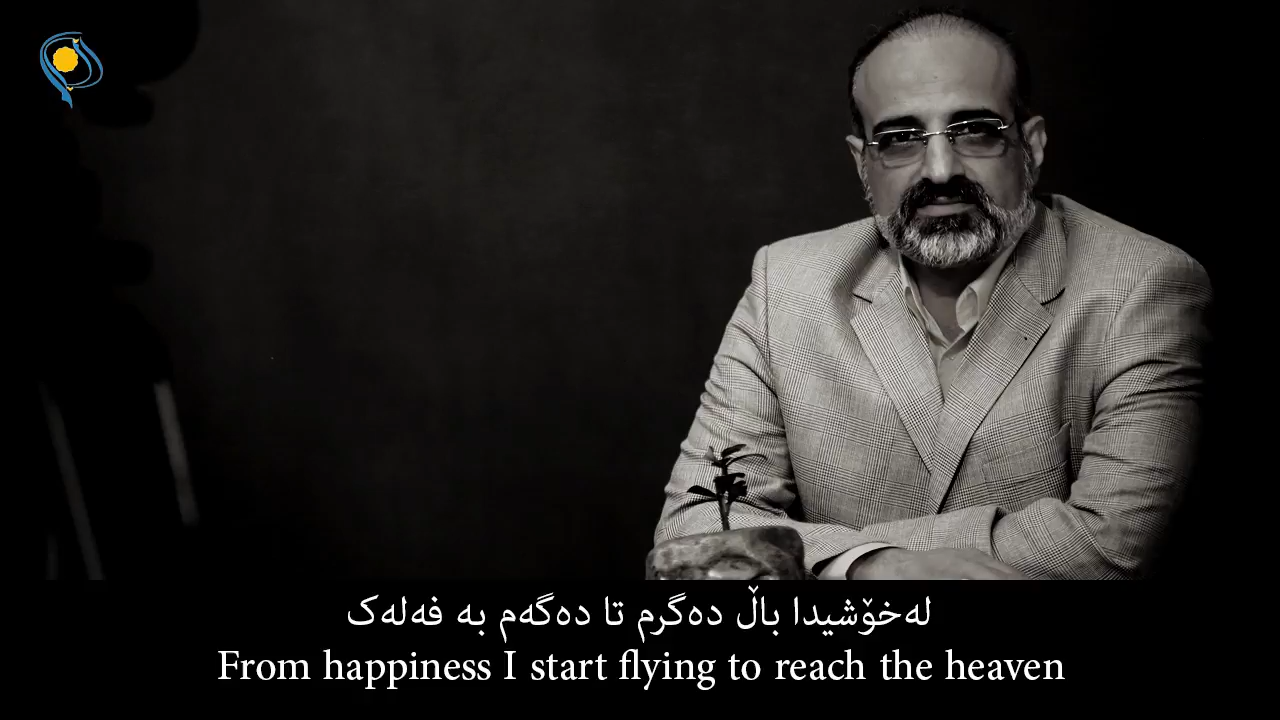 لەخۆشیدا باڵ دەگرم تا دەگەم بە فەلەک
From happiness I start flying to reach the heaven